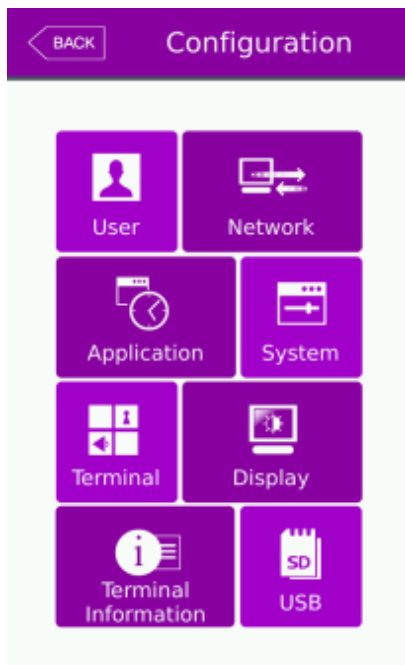 BACK Configuration
User Network
Application System
Terminal Display
i
SD
Terminal
Information
USB